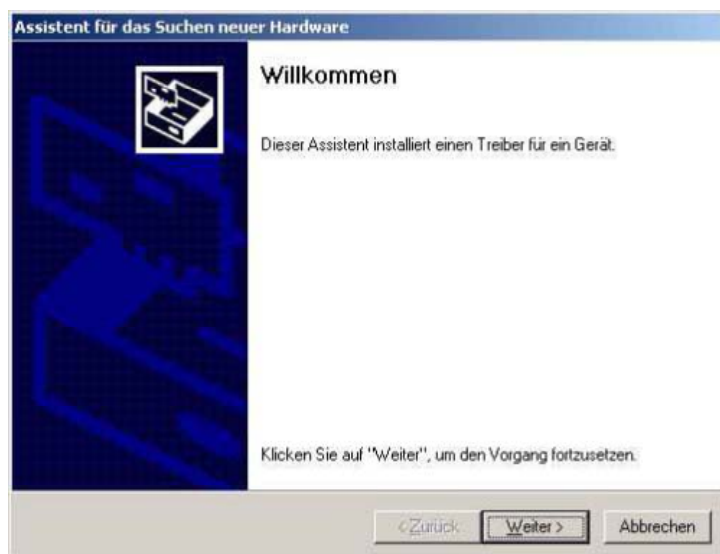 Assistent für das Suchen neuer Hardware
Willkommen
Dieser Assistent installiert einen Treiber für ein Gerät.
Klicken Sie auf "Weiter", um den Vorgang fortzusetzen.
< Zurück
Weiter >
Abbrechen